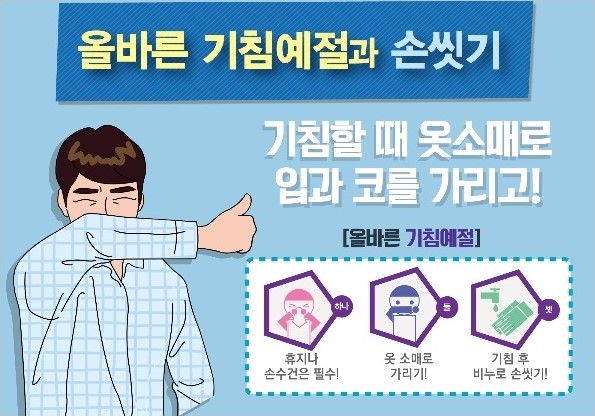 올바른 기침예절과 손씻기
기침할 때 옷소매로
입과 코를 가리고!
[올바른 기침예절]
하나
휴지나
손수건은 필수!
둘
옷 소매로
가리기!
셋
기침 후
비누로 손씻기!